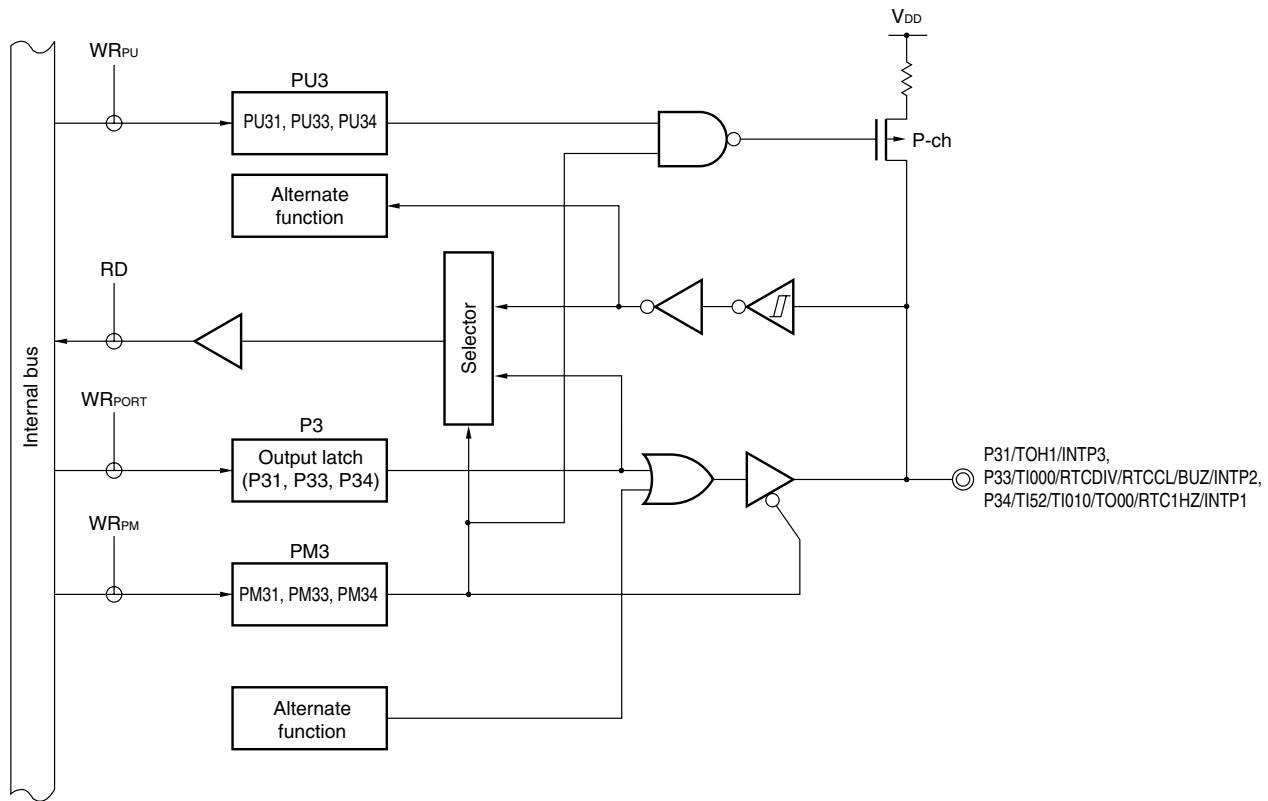 VDD
WRPU
PU3
PU31, PU33, PU34
P-ch
Alternate
function
RD
Selector
Internal bus
WRPORT
P3
Output latch
(P31, P33, P34)
P31/TOH1/INTP3,
P33/TI000/RTCDIV/RTCCL/BUZ/INTP2,
P34/TI52/TI010/TO00/RTC1HZ/INTP1
WRPM
PM3
PM31, PM33, PM34
Alternate
function